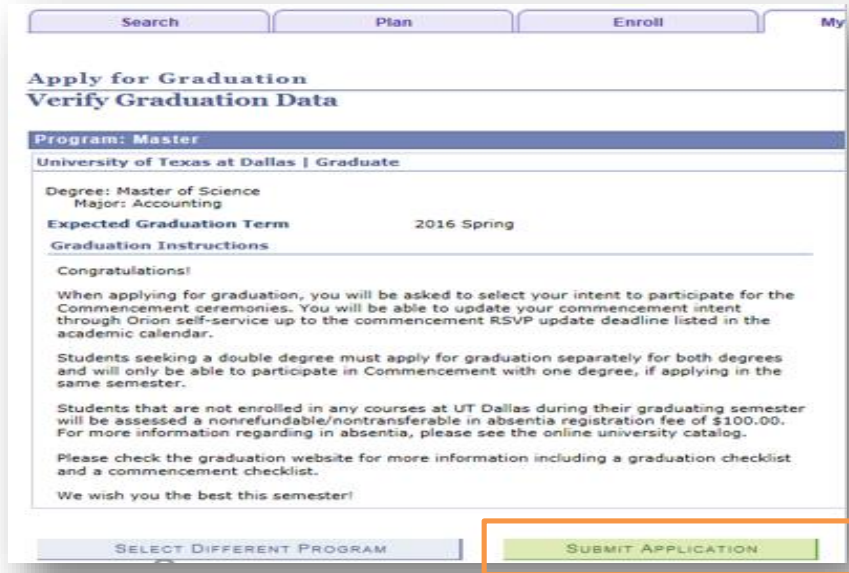 Search Plan Enroll My
Apply for Graduation
Verify Graduation Data
Program: Master
University of Texas at Dallas | Graduate
Degree: Master of Science
Major: Accounting
Expected Graduation Term 2016 Spring
Graduation Instructions
Congratulations!
When applying for graduation, you will be asked to select your intent to participate for the
Commencement ceremonies. You will be able to update your commencement intent
through Orion self-service up to the commencement RSVP update deadline listed in the
academic calendar.
Students seeking a double degree must apply for graduation separately for both degrees
and will only be able to participate in Commencement with one degree, if applying in the
same semester.
Students that are not enrolled in any courses at UT Dallas during their graduating semester
will be assessed a nonrefundable/nontransferable in absentia registration fee of $100.00.
For more information regarding in absentia, please see the online university catalog.
Please check the graduation website for more information including a graduation checklist
and a commencement checklist.
We wish you the best this semester!
SELECT DIFFERENT PROGRAM SUBMIT APPLICATION